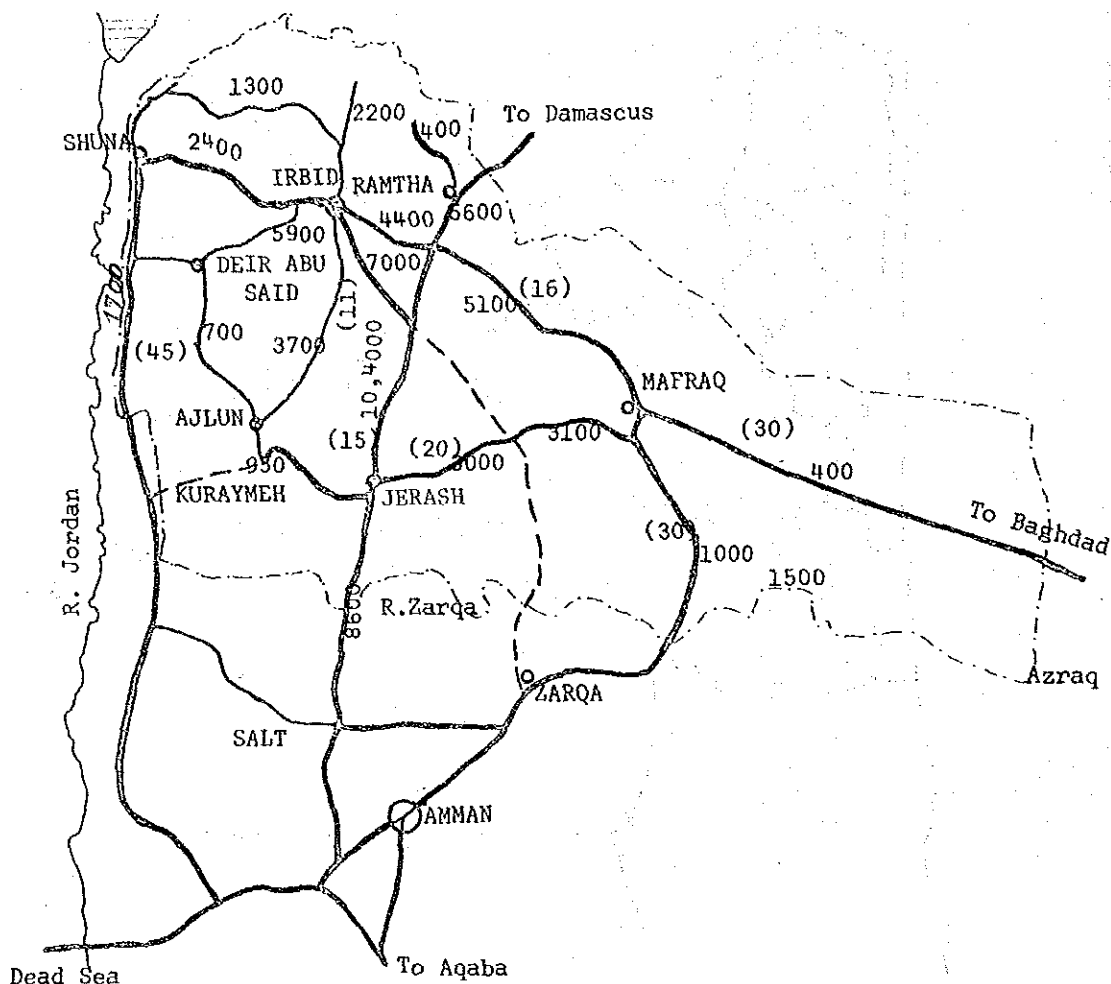 1300
2200
400
To Damascus
SHUNA
2400
IRBID
RAMTHA
4400
5900
7000
DEIR ABU
SAID
1700
(11)
5100
(16)
(45)
700
3700
10,4000
MAFRAQ
AJLUN
(15)
(20)
3100
(30)
950
400
KURAYMEH
JERASH
To Baghdad
(30)
1000
R. Jordan
1500
8600
R.Zarqa
ZARQA
Azraq
SALT
AMMAN
To Aqaba
Dead Sea